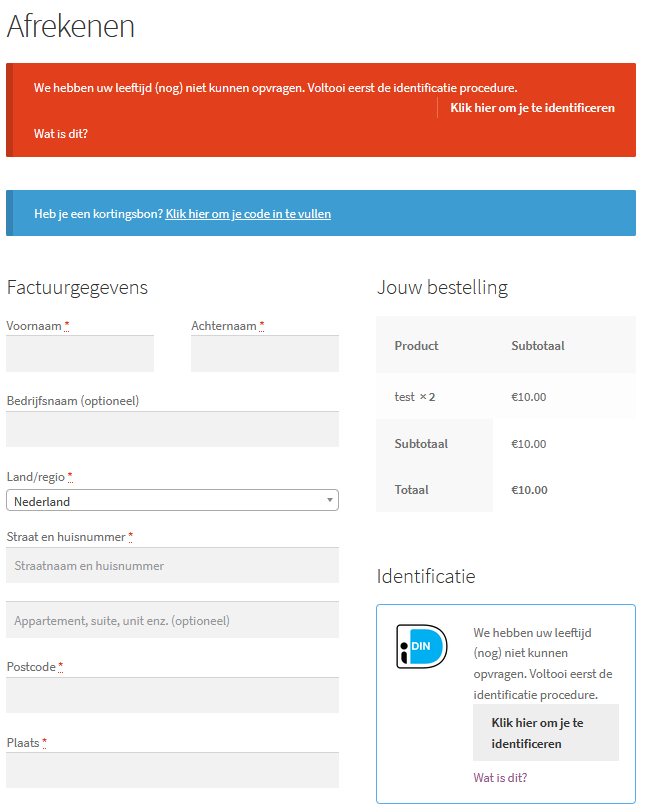 Afrekenen
We hebben uw leeftijd (nog) niet kunnen opvragen. Voltooi eerst de identificatie procedure.
Klik hier om je te identificeren
Wat is dit?
Heb je een kortingsbon? Klik hier om je code in te vullen
Factuurgegevens
Voornaam *
Achternaam *
Bedrijfsnaam (optioneel)
Land/regio *
Nederland
Straat en huisnummer *
Straatnaam en huisnummer
Appartement, suite, unit enz. (optioneel)
Postcode *
Plaats *
Jouw bestelling
Product Subtotaal
test × 2 €10.00
Subtotaal €10.00
Totaal €10.00
Identificatie
iDIN
We hebben uw leeftijd
(nog) niet kunnen
opvragen. Voltooi eerst de
identificatie procedure.
Klik hier om je te
identificeren
Wat is dit?